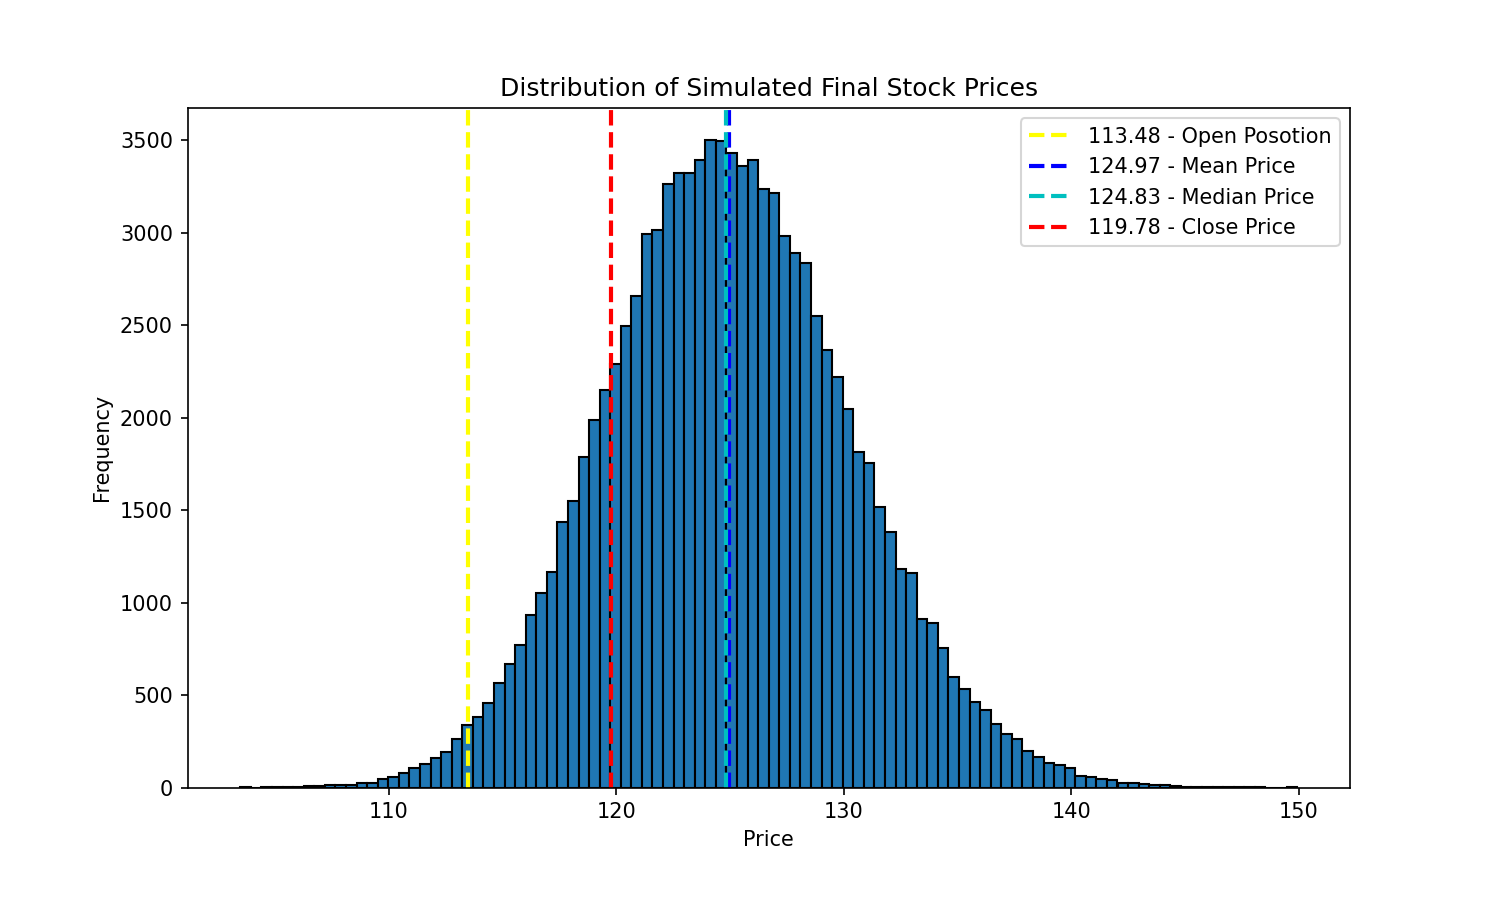 Distribution of Simulated Final Stock Prices
113.48 - Open Posotion
124.97 - Mean Price
124.83 - Median Price
119.78 - Close Price
3500
3000
2500
2000
1500
1000
500
0
Frequency
110 120 130 140 150
Price